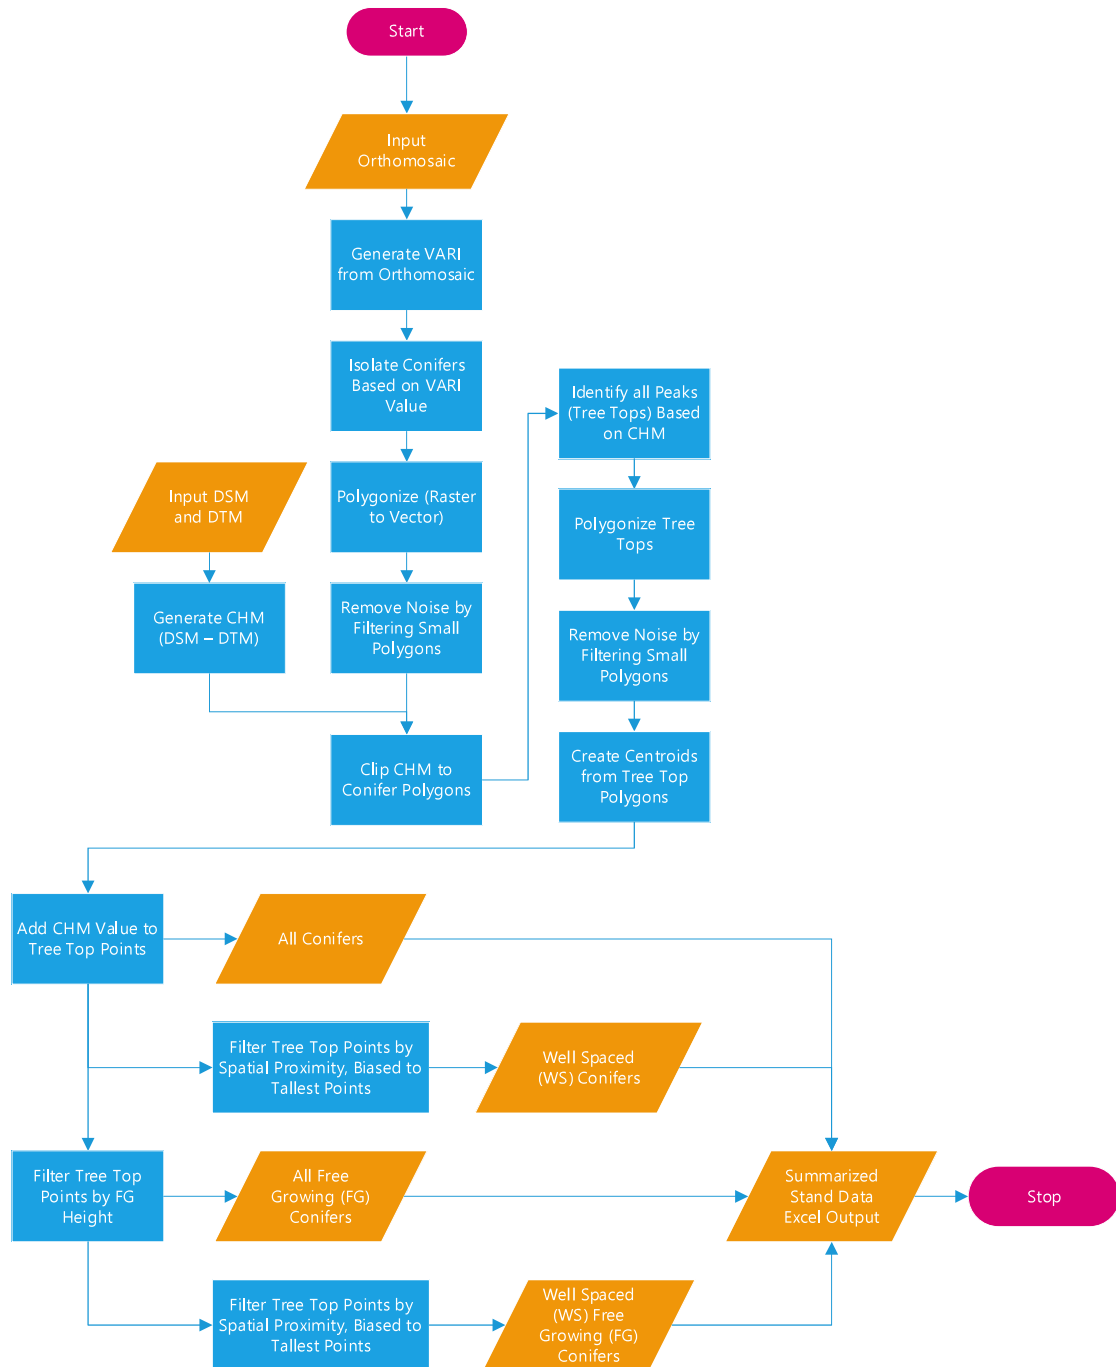 Start
Input
Orthomosaic
Generate VARI
from Orthomosaic
Isolate Conifers
Based on VARI
Value
Identify all Peaks
(Tree Tops) Based
on CHM
Input DSM
and DTM
Polygonize (Raster
to Vector)
Polygonize Tree
Tops
Generate CHM
(DSM – DTM)
Remove Noise by
Filtering Small
Polygons
Remove Noise by
Filtering Small
Polygons
Clip CHM to
Conifer Polygons
Create Centroids
from Tree Top
Polygons
Add CHM Value to
Tree Top Points
All Conifers
Filter Tree Top Points by
Spatial Proximity, Biased to
Tallest Points
Well Spaced
(WS) Conifers
Filter Tree Top
Points by FG
Height
All Free
Growing (FG)
Conifers
Summarized
Stand Data
Excel Output
Stop
Filter Tree Top Points by
Spatial Proximity, Biased to
Tallest Points
Well Spaced
(WS) Free
Growing (FG)
Conifers